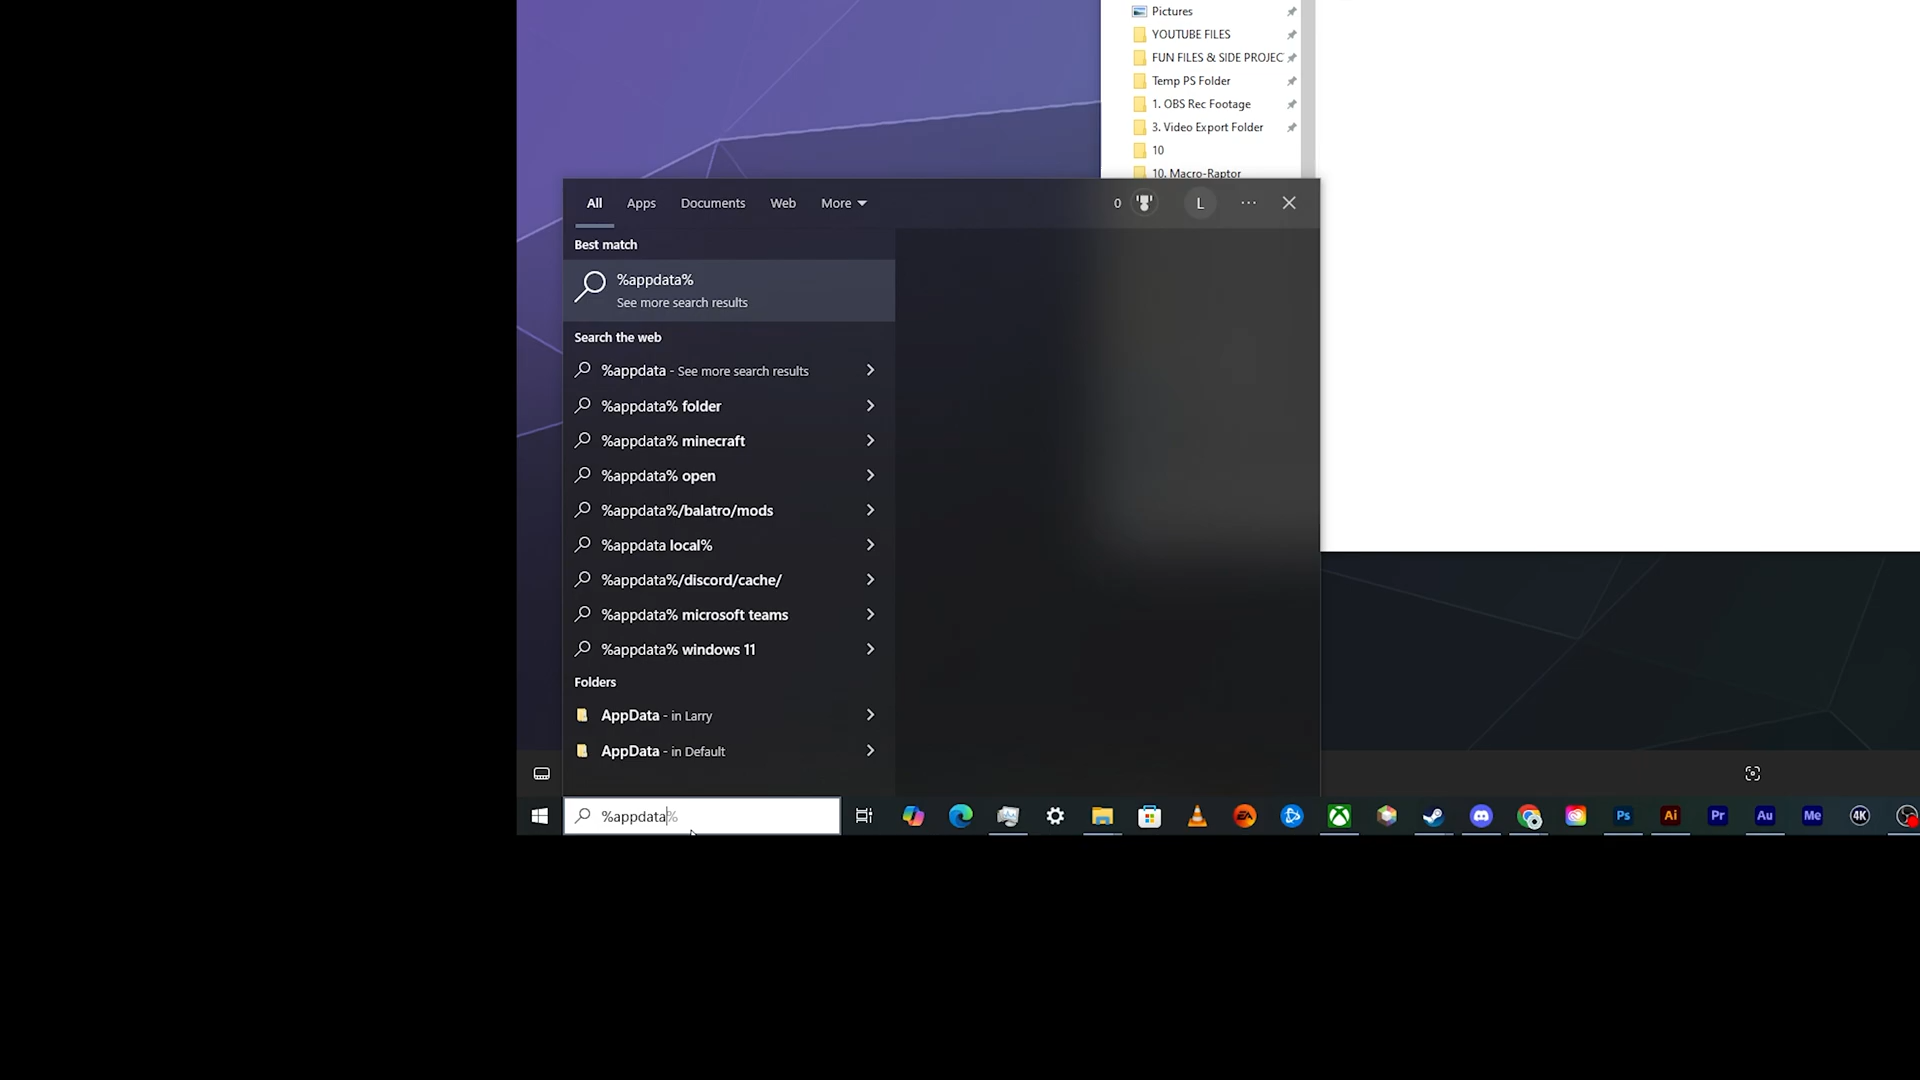 Pictures
YOUTUBE FILES
FUN FILES & SIDE PROJEC
Temp PS Folder
1. OBS Rec Footage
3. Video Export Folder
10
10. Macro-Raptor
All Apps Documents Web More 0 L
Best match
%appdata%
See more search results
Search the web
%appdata - See more search results
%appdata% folder
%appdata% minecraft
%appdata% open
%appdata%/balatro/mods
%appdata local%
%appdata%/discord/cache/
%appdata% microsoft teams
%appdata% windows 11
Folders
AppData - in Larry
AppData - in Default
%appdata%
EA Ps Ai Pr Au Me 4K